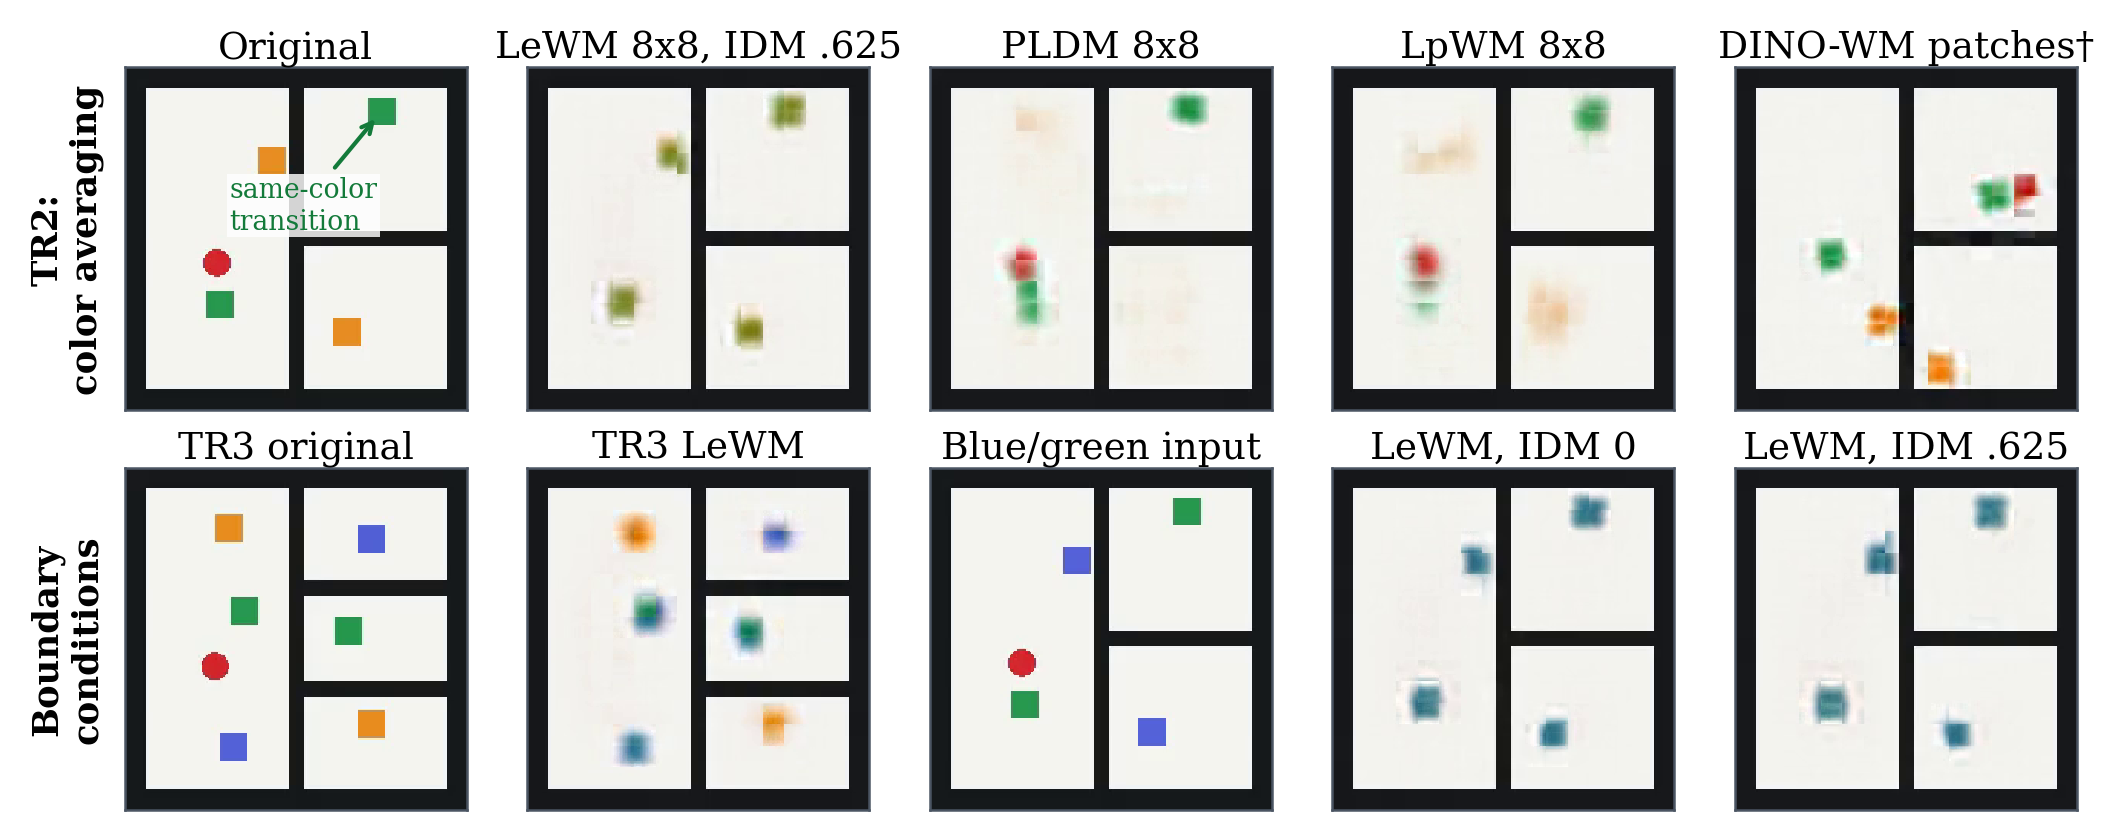 Original
LeWM 8x8, IDM .625
PLDM 8x8
LpWM 8x8
DINO-WM patches†
TR2:
color averaging
same-color
transition
TR3 original
TR3 LeWM
Blue/green input
LeWM, IDM 0
LeWM, IDM .625
Boundary
conditions